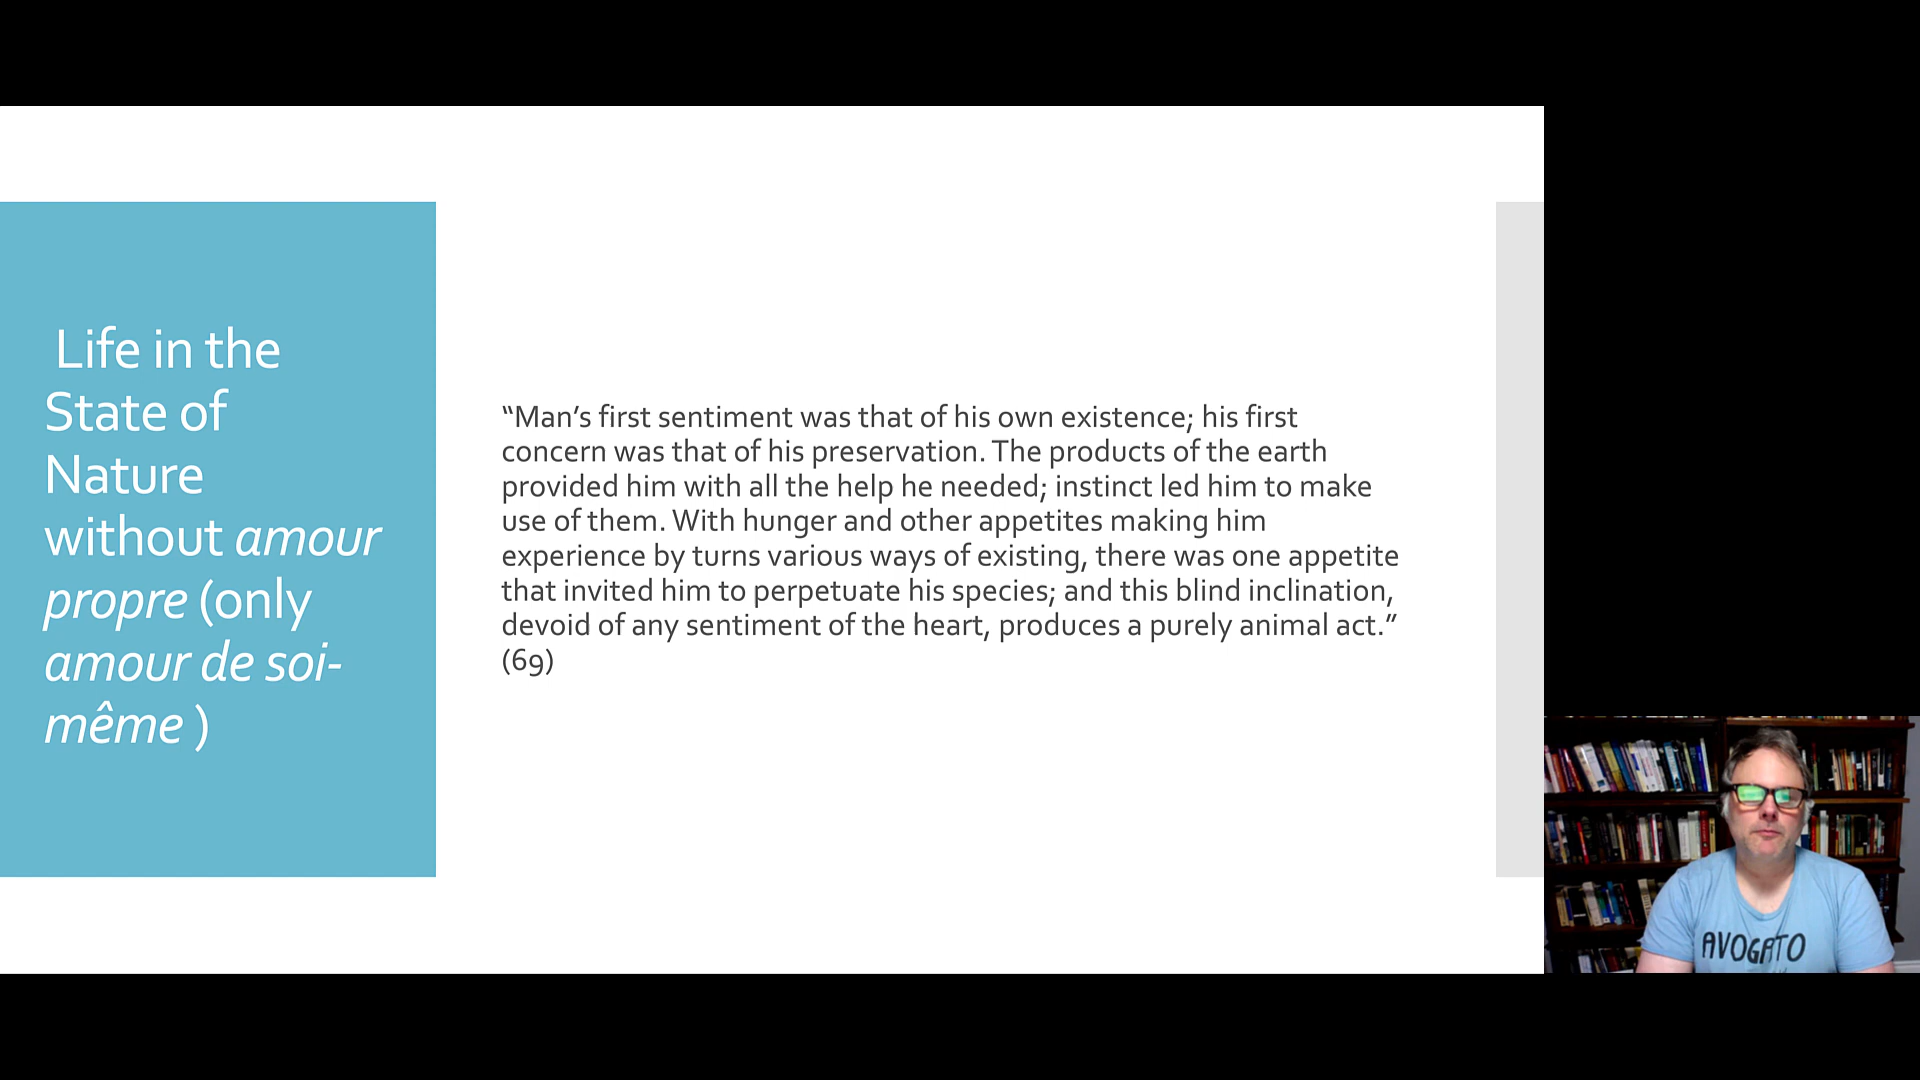 Life in the
State of
Nature
without amour
propre (only
amour de soi-
même )
“Man’s first sentiment was that of his own existence; his first
concern was that of his preservation. The products of the earth
provided him with all the help he needed; instinct led him to make
use of them. With hunger and other appetites making him
experience by turns various ways of existing, there was one appetite
that invited him to perpetuate his species; and this blind inclination,
devoid of any sentiment of the heart, produces a purely animal act.”
(69)
AVOGATO